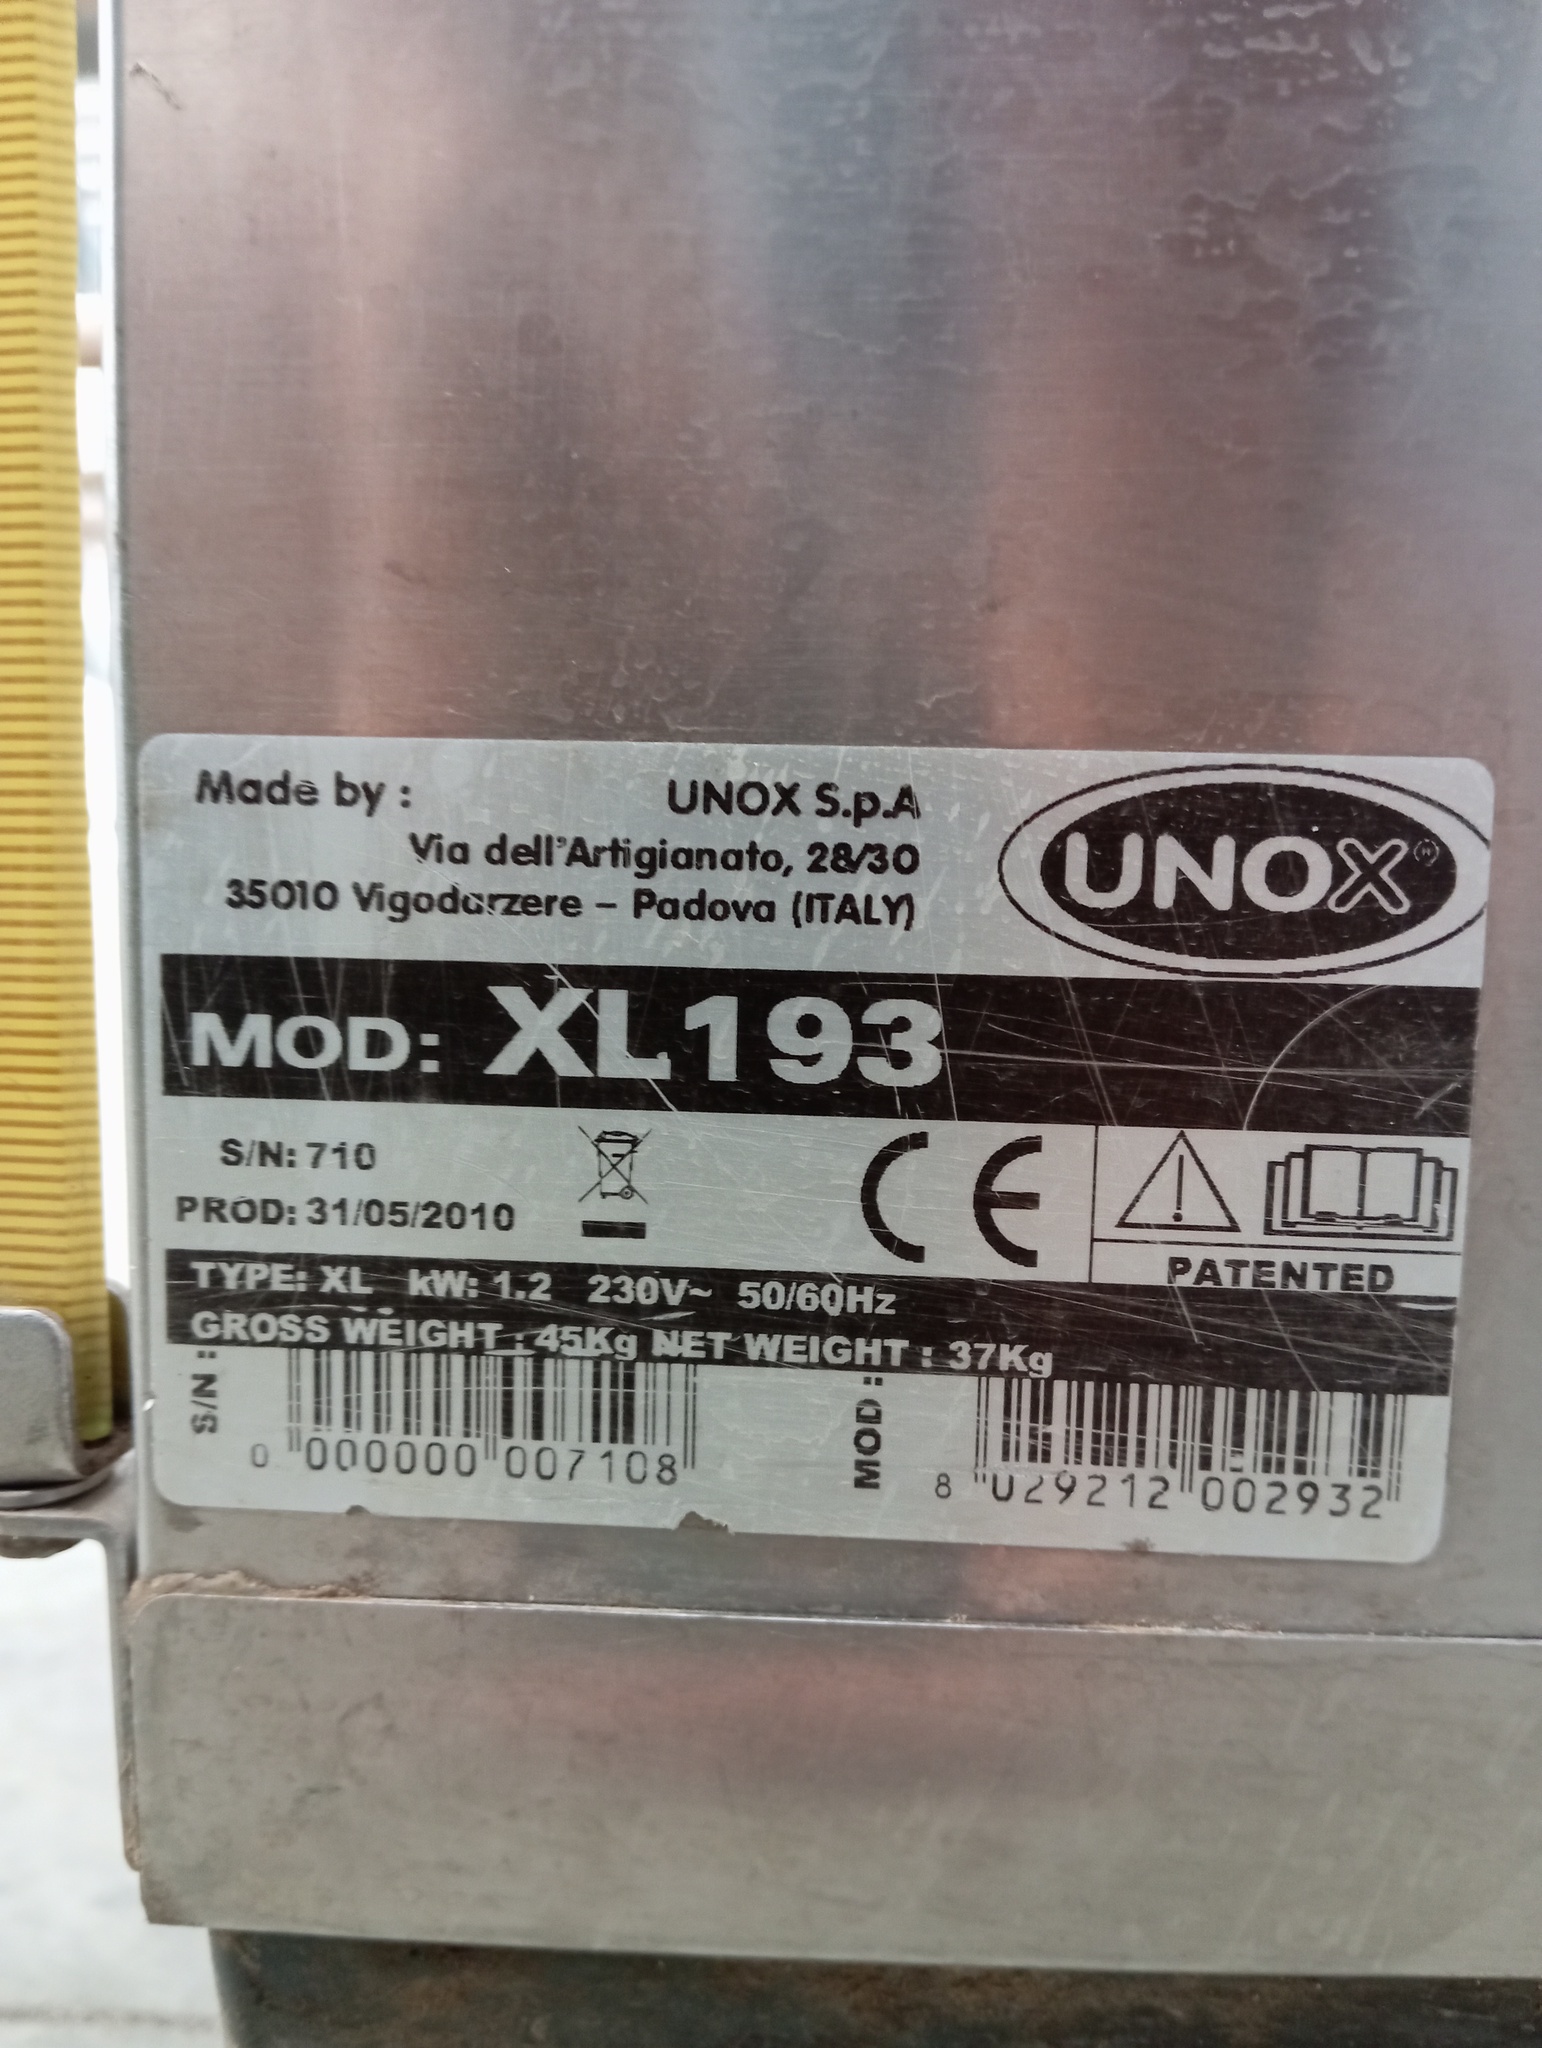 Made by :
UNOX S.p.A
Via dell'Artigianato, 28/30
35010 Vigodarzere – Padova (ITALY)
UNOX®
MOD: XL193
S/N: 710
PROD: 31/05/2010
CE
PATENTED
TYPE: XL kW: 1.2 230V~ 50/60Hz
GROSS WEIGHT : 45Kg NET WEIGHT : 37Kg
S/N :
0 000000 007108
MOD :
8 029212 002932